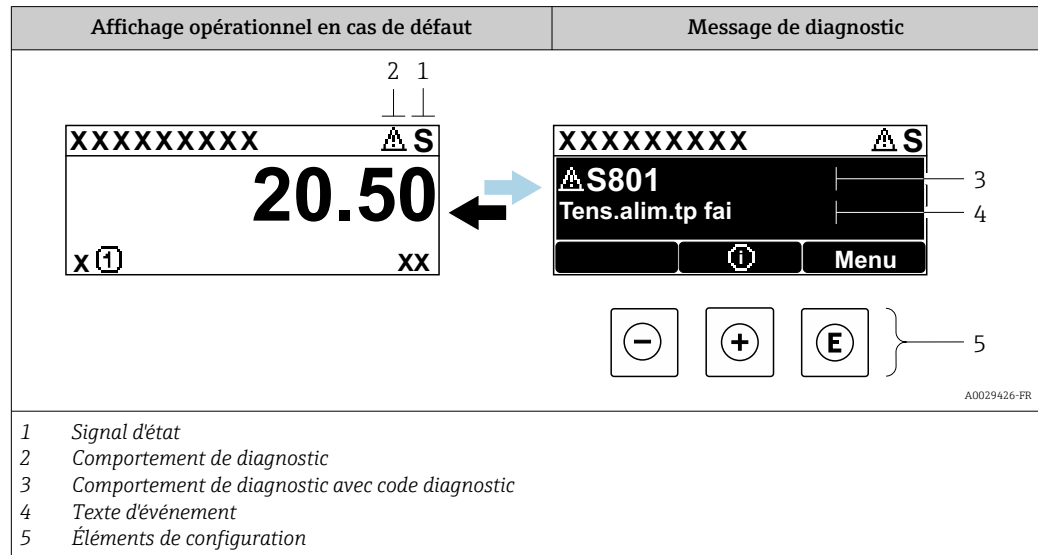 Affichage opérationnel en cas de défaut
Message de diagnostic
2 1
XXXXXXXXX ⚠ S
20.50
x ① xx
XXXXXXXXX ⚠ S
⚠S801
Tens.alim.tp fai
ⓘ Menu
3
4
− + E
5
A0029426-FR
1 Signal d'état
2 Comportement de diagnostic
3 Comportement de diagnostic avec code diagnostic
4 Texte d'événement
5 Éléments de configuration